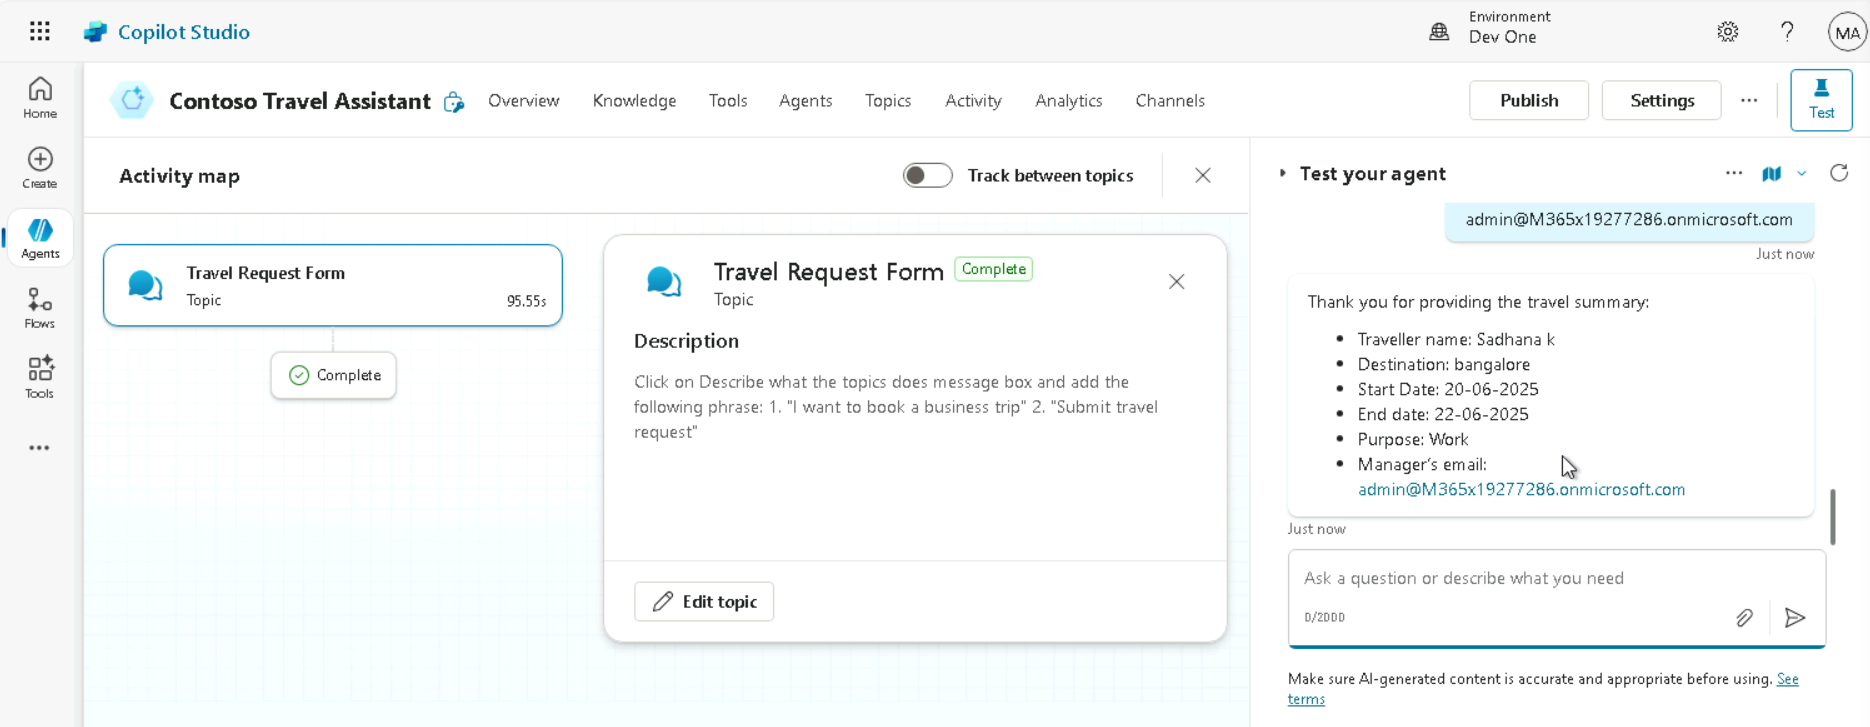 Copilot Studio
Environment
Dev One
MA
Home
Create
Agents
Flows
Tools
Contoso Travel Assistant
Overview
Knowledge
Tools
Agents
Topics
Activity
Analytics
Channels
Publish
Settings
Test
Activity map
Track between topics
Travel Request Form
Topic
95.55s
Complete
Travel Request Form
Complete
Topic
Description
Click on Describe what the topics does message box and add the
following phrase: 1. "I want to book a business trip" 2. "Submit travel
request"
Edit topic
Test your agent
admin@M365x19277286.onmicrosoft.com
Just now
Thank you for providing the travel summary:
• Traveller name: Sadhana k
• Destination: bangalore
• Start Date: 20-06-2025
• End date: 22-06-2025
• Purpose: Work
• Manager's email:
admin@M365x19277286.onmicrosoft.com
Just now
Ask a question or describe what you need
0/2000
Make sure AI-generated content is accurate and appropriate before using. See
terms